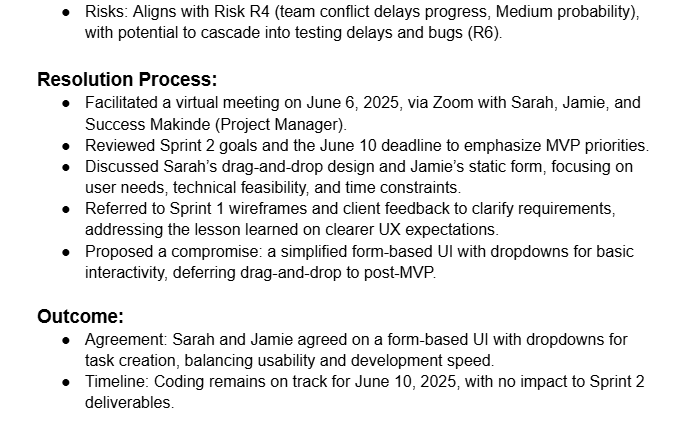 ● Risks: Aligns with Risk R4 (team conflict delays progress, Medium probability),
with potential to cascade into testing delays and bugs (R6).
Resolution Process:
● Facilitated a virtual meeting on June 6, 2025, via Zoom with Sarah, Jamie, and
Success Makinde (Project Manager).
● Reviewed Sprint 2 goals and the June 10 deadline to emphasize MVP priorities.
● Discussed Sarah’s drag-and-drop design and Jamie’s static form, focusing on
user needs, technical feasibility, and time constraints.
● Referred to Sprint 1 wireframes and client feedback to clarify requirements,
addressing the lesson learned on clearer UX expectations.
● Proposed a compromise: a simplified form-based UI with dropdowns for basic
interactivity, deferring drag-and-drop to post-MVP.
Outcome:
● Agreement: Sarah and Jamie agreed on a form-based UI with dropdowns for
task creation, balancing usability and development speed.
● Timeline: Coding remains on track for June 10, 2025, with no impact to Sprint 2
deliverables.